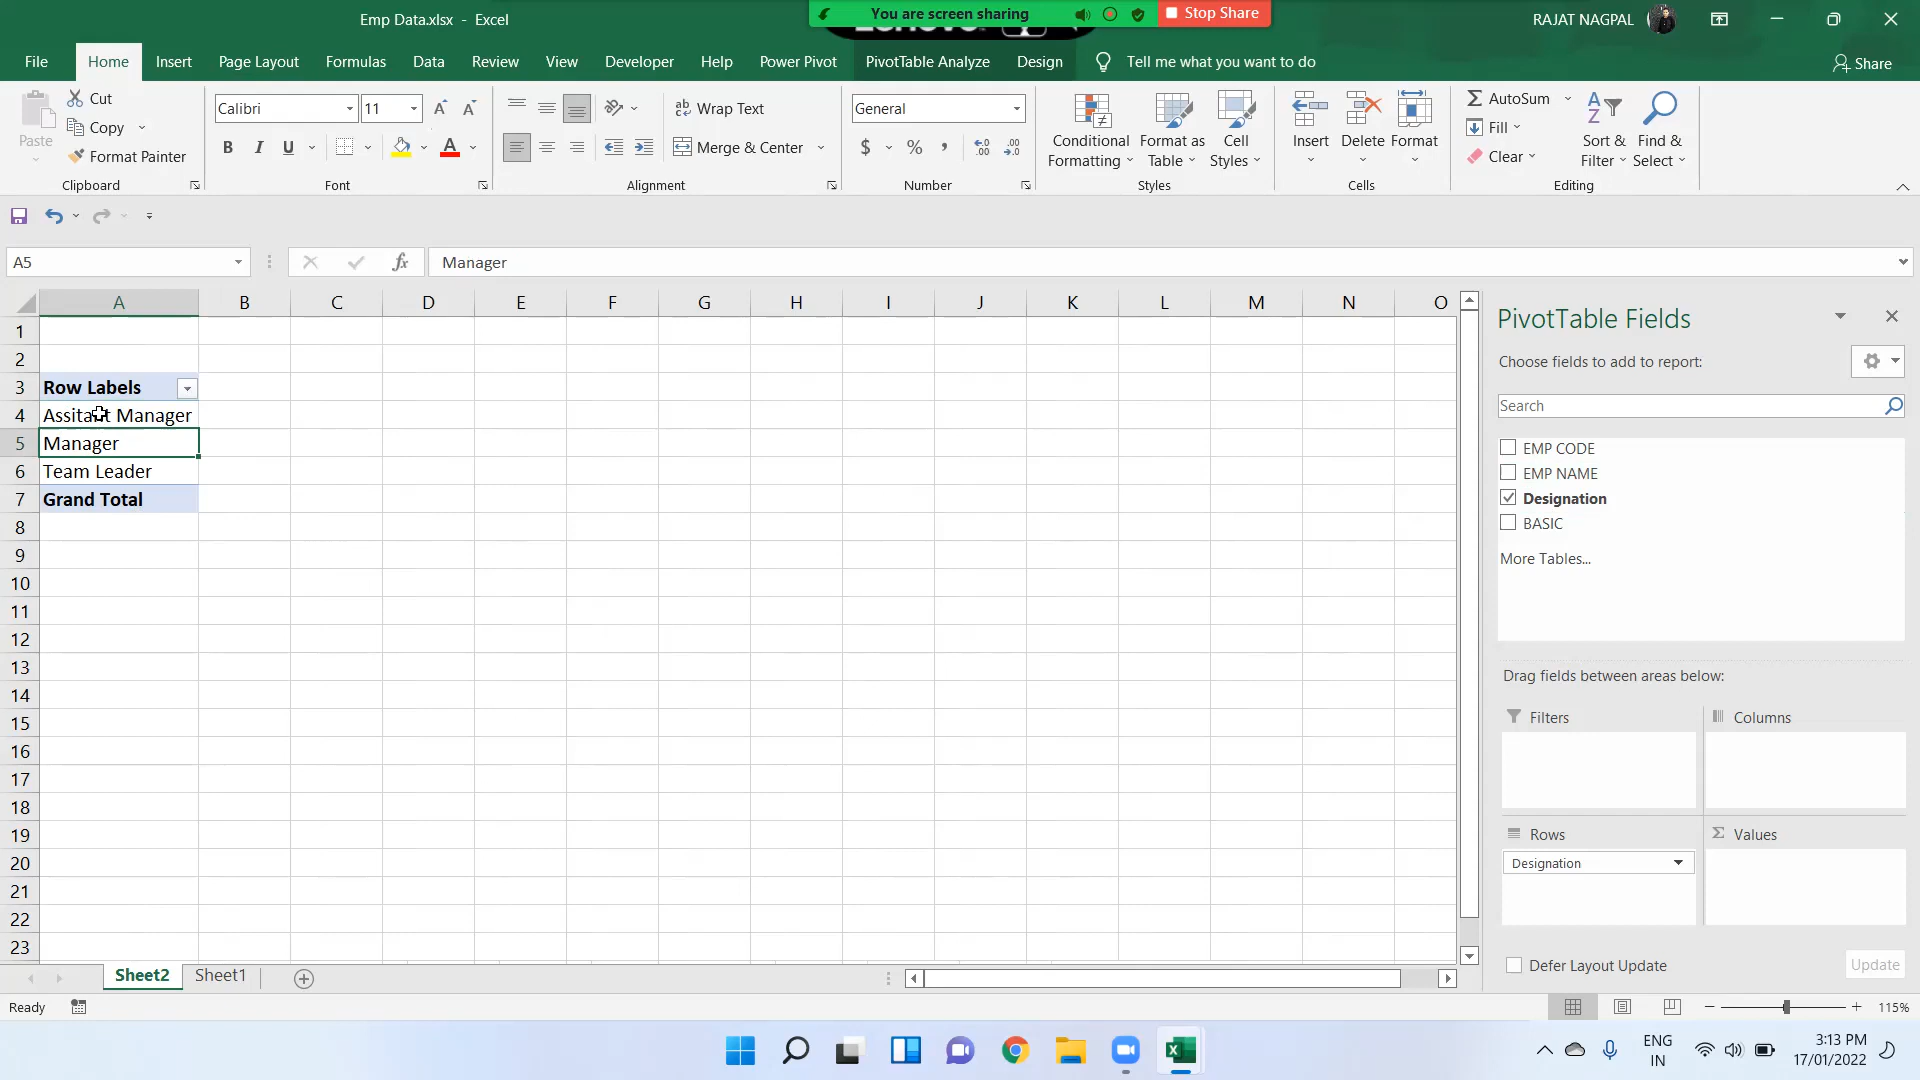 Emp Data.xlsx - Excel
You are screen sharing
Stop Share
RAJAT NAGPAL
File Home Insert Page Layout Formulas Data Review View Developer Help Power Pivot PivotTable Analyze Design Tell me what you want to do Share
Paste
Cut
Copy
Format Painter
Clipboard
Calibri 11
B I U A
Font
Wrap Text
Merge & Center
Alignment
General
$ % ,
Number
Conditional Formatting
Format as Table
Cell Styles
Styles
Insert Delete Format
Cells
AutoSum
Fill
Clear
Sort & Filter
Find & Select
Editing
A5
fx
Manager
A B C D E F G H I J K L M N O
1
2
3 Row Labels
4 Assitant Manager
5 Manager
6 Team Leader
7 Grand Total
8
9
10
11
12
13
14
15
16
17
18
19
20
21
22
23
PivotTable Fields
Choose fields to add to report:
Search
EMP CODE
EMP NAME
Designation
BASIC
More Tables...
Drag fields between areas below:
Filters
Columns
Rows
Values
Designation
Defer Layout Update
Update
Sheet2 Sheet1
Ready
115%
ENG
IN
3:13 PM
17/01/2022